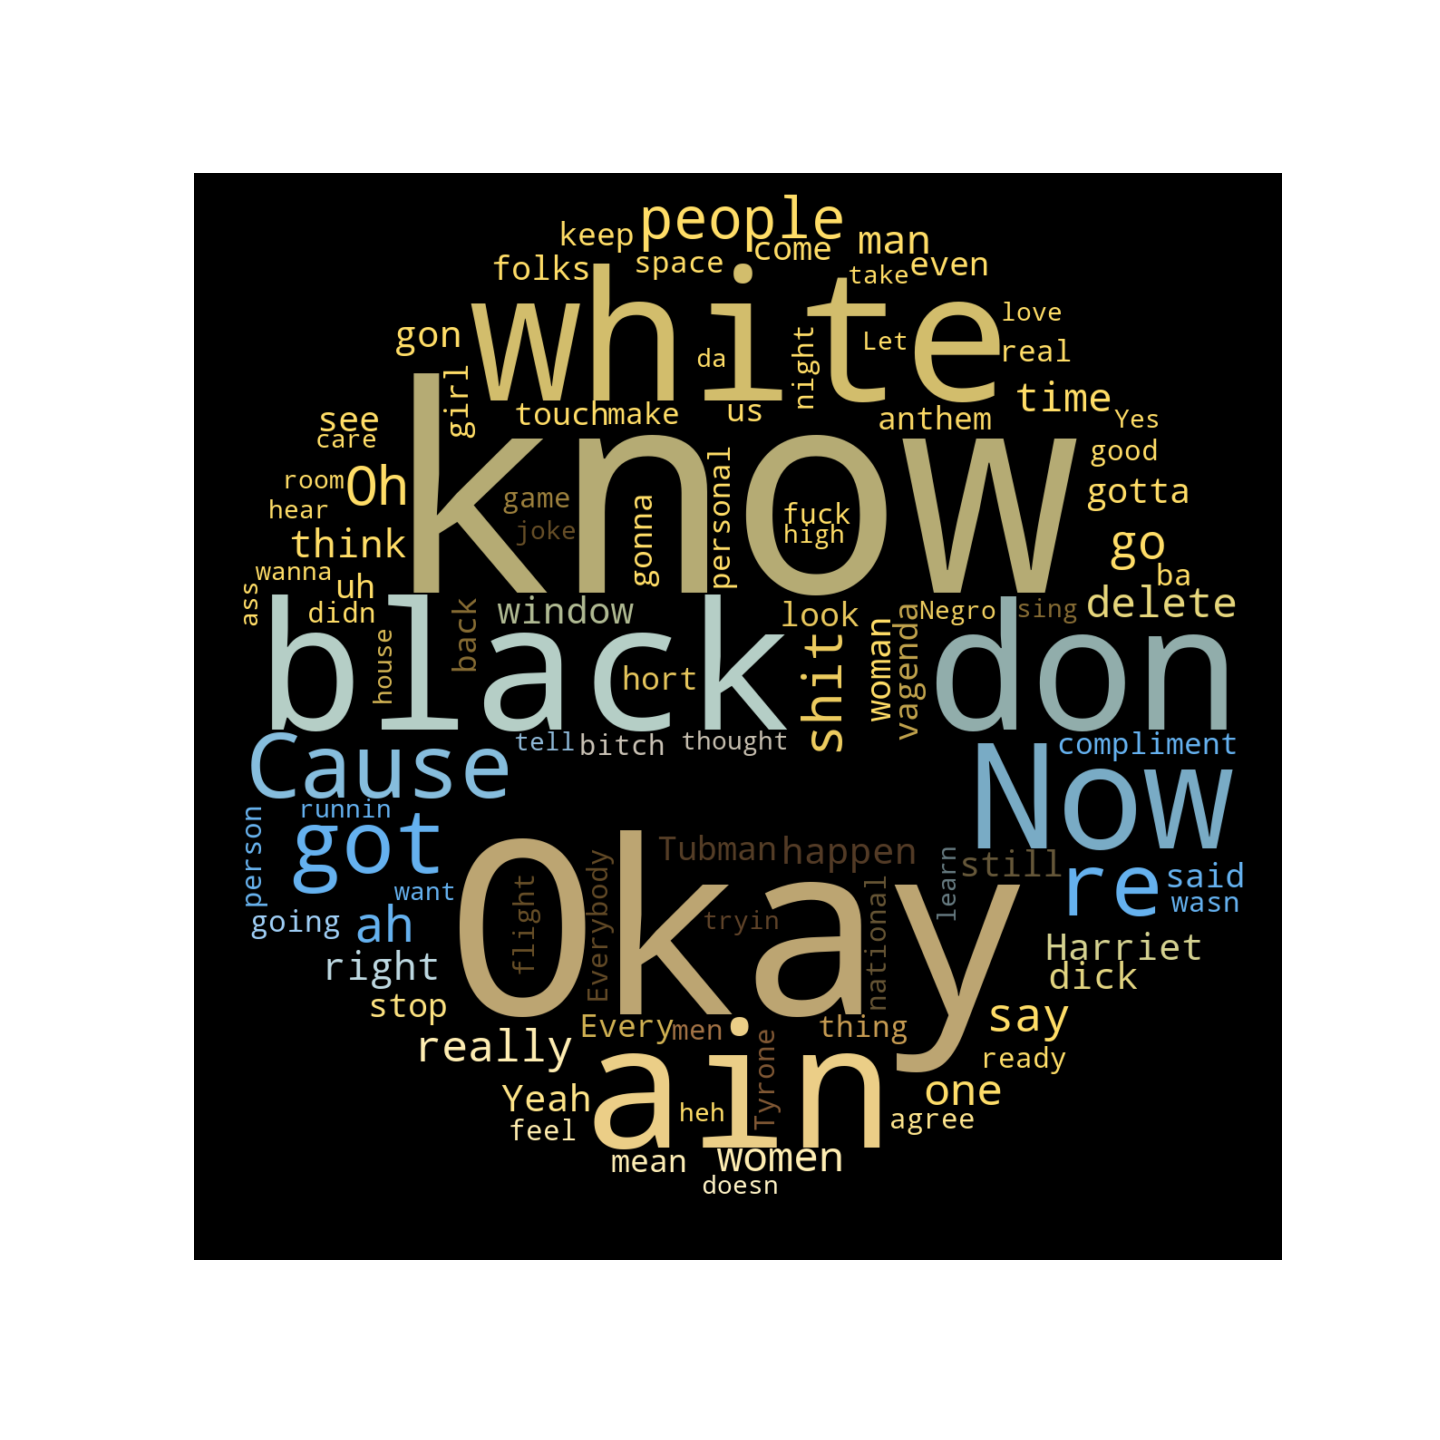 people
keep
come
man
folks
space
take
even
white
love
gon
da
night
Let
real
girl
touch
make
us
anthem
time
Yes
see
care
know
good
room
Oh
game
personal
gotta
hear
joke
gonna
fuck
high
think
go
wanna
uh
ba
ass
didn
back
window
look
Negro
sing
delete
black
house
hort
shit
woman
vagenda
don
Cause
tell
bitch
thought
compliment
Now
person
runnin
got
Tubman
happen
learn
still
re
said
want
wasn
going
ah
Okay
flight
Everybody
tryin
national
Harriet
right
dick
stop
say
Every
men
thing
really
ain
Tyrone
ready
Yeah
heh
one
feel
agree
mean
women
doesn